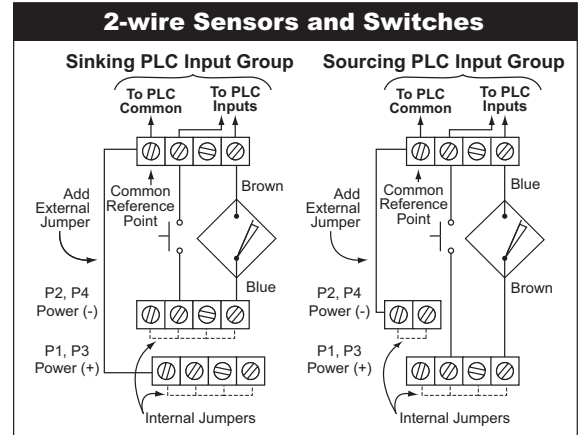 2-wire Sensors and Switches
Sinking PLC Input Group
To PLC
Common
To PLC
Inputs
Add
External
Jumper
Common
Reference
Point
Brown
Blue
P2, P4
Power (-)
P1, P3
Power (+)
Internal Jumpers
Sourcing PLC Input Group
To PLC
Common
To PLC
Inputs
Add
External
Jumper
Common
Reference
Point
Blue
Brown
P2, P4
Power (-)
P1, P3
Power (+)
Internal Jumpers